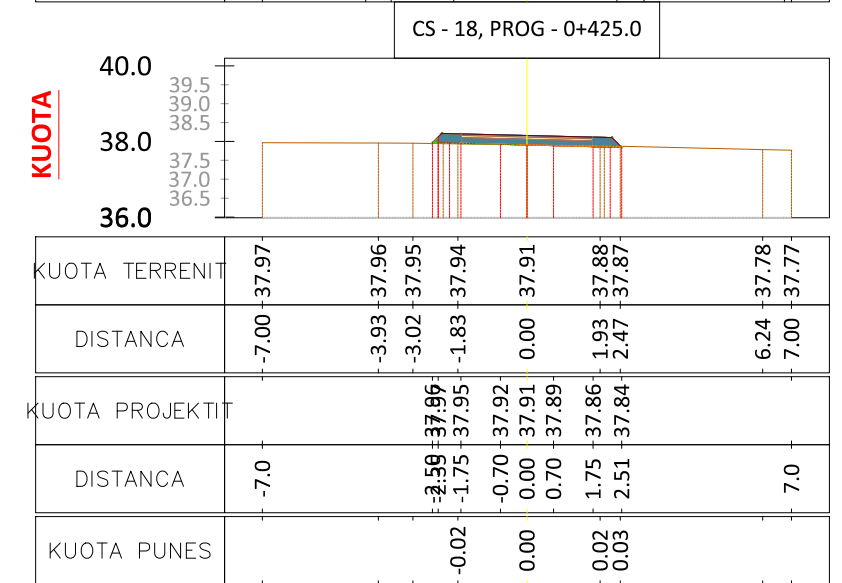 CS - 18, PROG - 0+425.0
KUOTA
40.0
39.5
39.0
38.5
38.0
37.5
37.0
36.5
36.0
KUOTA TERRENIT 37.97 37.96 37.95 37.94 37.91 37.88 37.87 37.78 37.77
DISTANCA -7.00 -3.93 -3.02 -1.83 0.00 1.93 2.47 6.24 7.00
KUOTA PROJEKTIT 37.95 37.92 37.91 37.89 37.86 37.84
DISTANCA -7.0 -1.75 -0.70 0.00 0.70 1.75 2.51 7.0
KUOTA PUNES -0.02 0.00 0.02 0.03